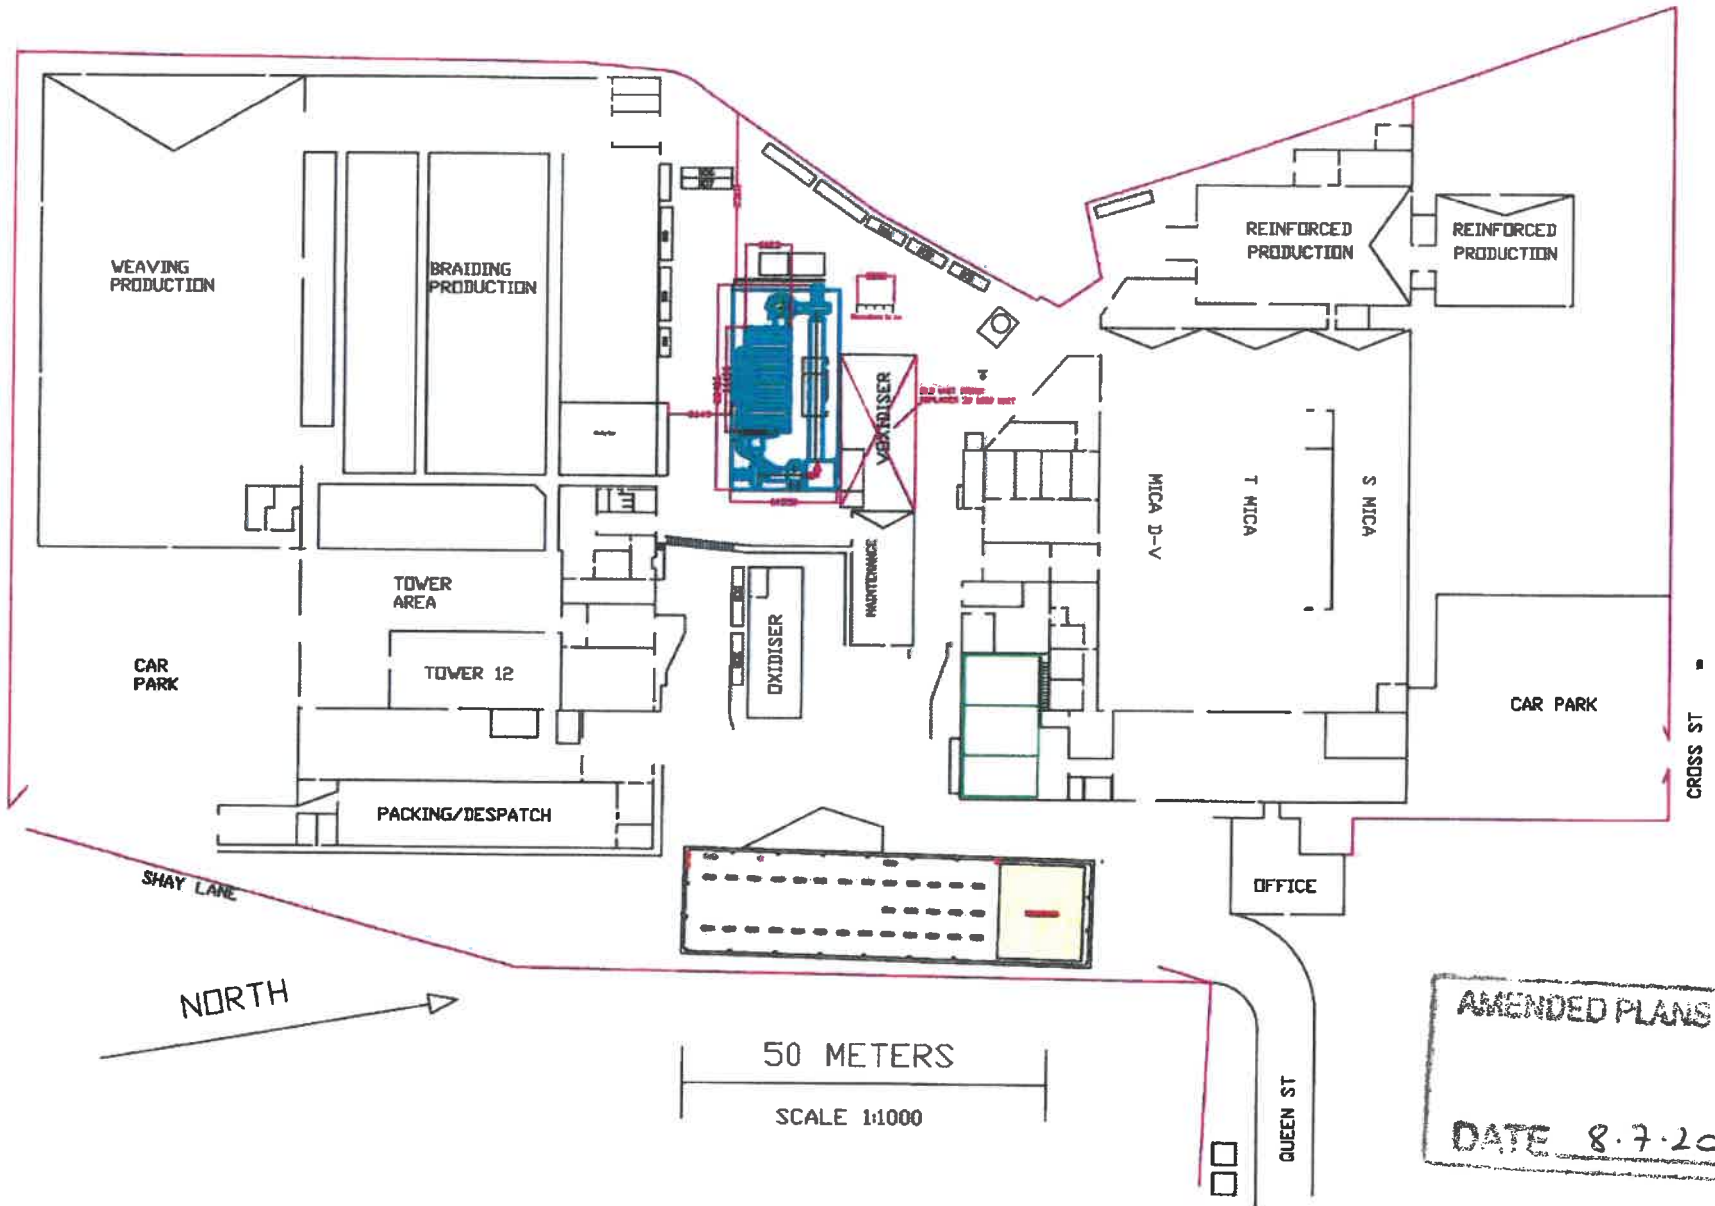 WEAVING
PRODUCTION
BRAIDING
PRODUCTION
REINFORCED
PRODUCTION
REINFORCED
PRODUCTION
VOXIDISER
MICA D-V
T MICA
S MICA
MAINTENANCE
TOWER
AREA
TOWER 12
OXIDISER
CAR
PARK
CAR PARK
CROSS ST
PACKING/DESPATCH
SHAY LANE
OFFICE
NORTH
50 METERS
SCALE 1:1000
QUEEN ST
AMENDED PLANS
DATE 8.7.20